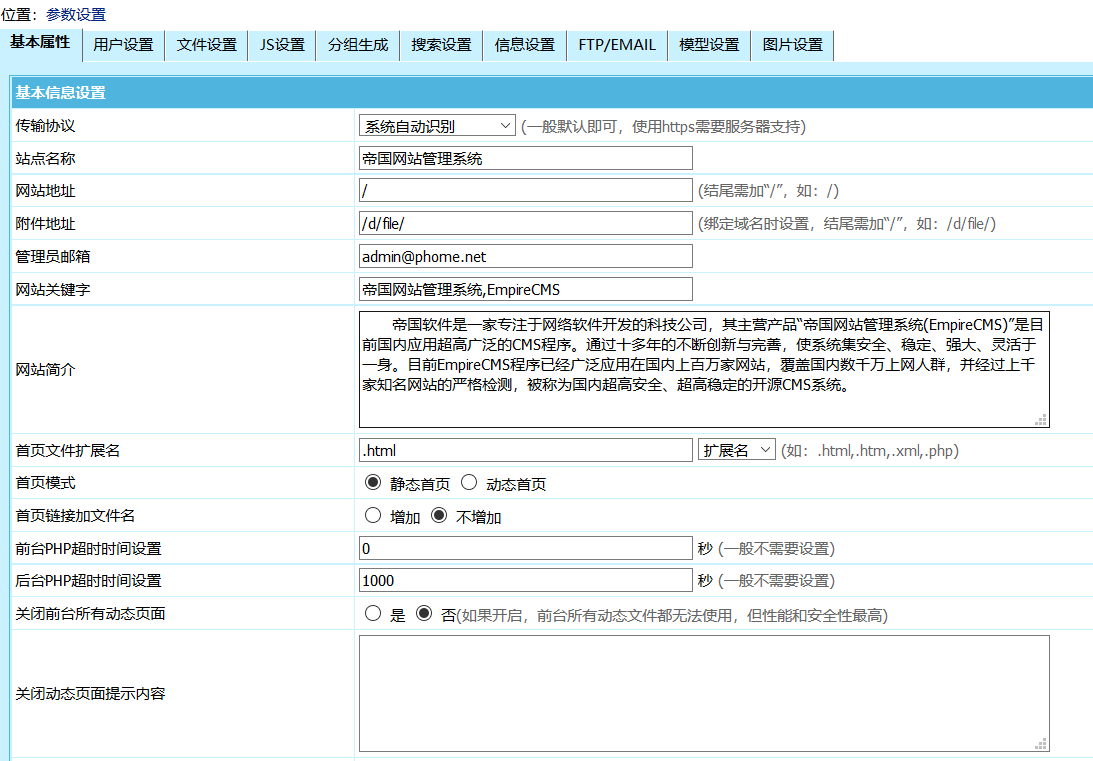 位置：参数设置
基本属性 用户设置 文件设置 JS设置 分组生成 搜索设置 信息设置 FTP/EMAIL 模型设置 图片设置
基本信息设置
传输协议 系统自动识别 (一般默认即可，使用https需要服务器支持)
站点名称 帝国网站管理系统
网站地址 / (结尾需加“/”，如：/)
附件地址 /d/file/ (绑定域名时设置，结尾需加“/”，如：/d/file/)
管理员邮箱 admin@phome.net
网站关键字 帝国网站管理系统,EmpireCMS
网站简介
帝国软件是一家专注于网络软件开发的科技公司，其主营产品“帝国网站管理系统(EmpireCMS)”是目
前国内应用超高广泛的CMS程序。通过十多年的不断创新与完善，使系统集安全、稳定、强大、灵活于
一身。目前EmpireCMS程序已经广泛应用在国内上百万家网站，覆盖国内数千万上网人群，并经过上千
家知名网站的严格检测，被称为国内超高安全、超高稳定的开源CMS系统。
首页文件扩展名 .html 扩展名 (如：.html,.htm,.xml,.php)
首页模式 静态首页 动态首页
首页链接加文件名 增加 不增加
前台PHP超时时间设置 0 秒 (一般不需要设置)
后台PHP超时时间设置 1000 秒 (一般不需要设置)
关闭前台所有动态页面 是 否(如果开启，前台所有动态文件都无法使用，但性能和安全性最高)
关闭动态页面提示内容